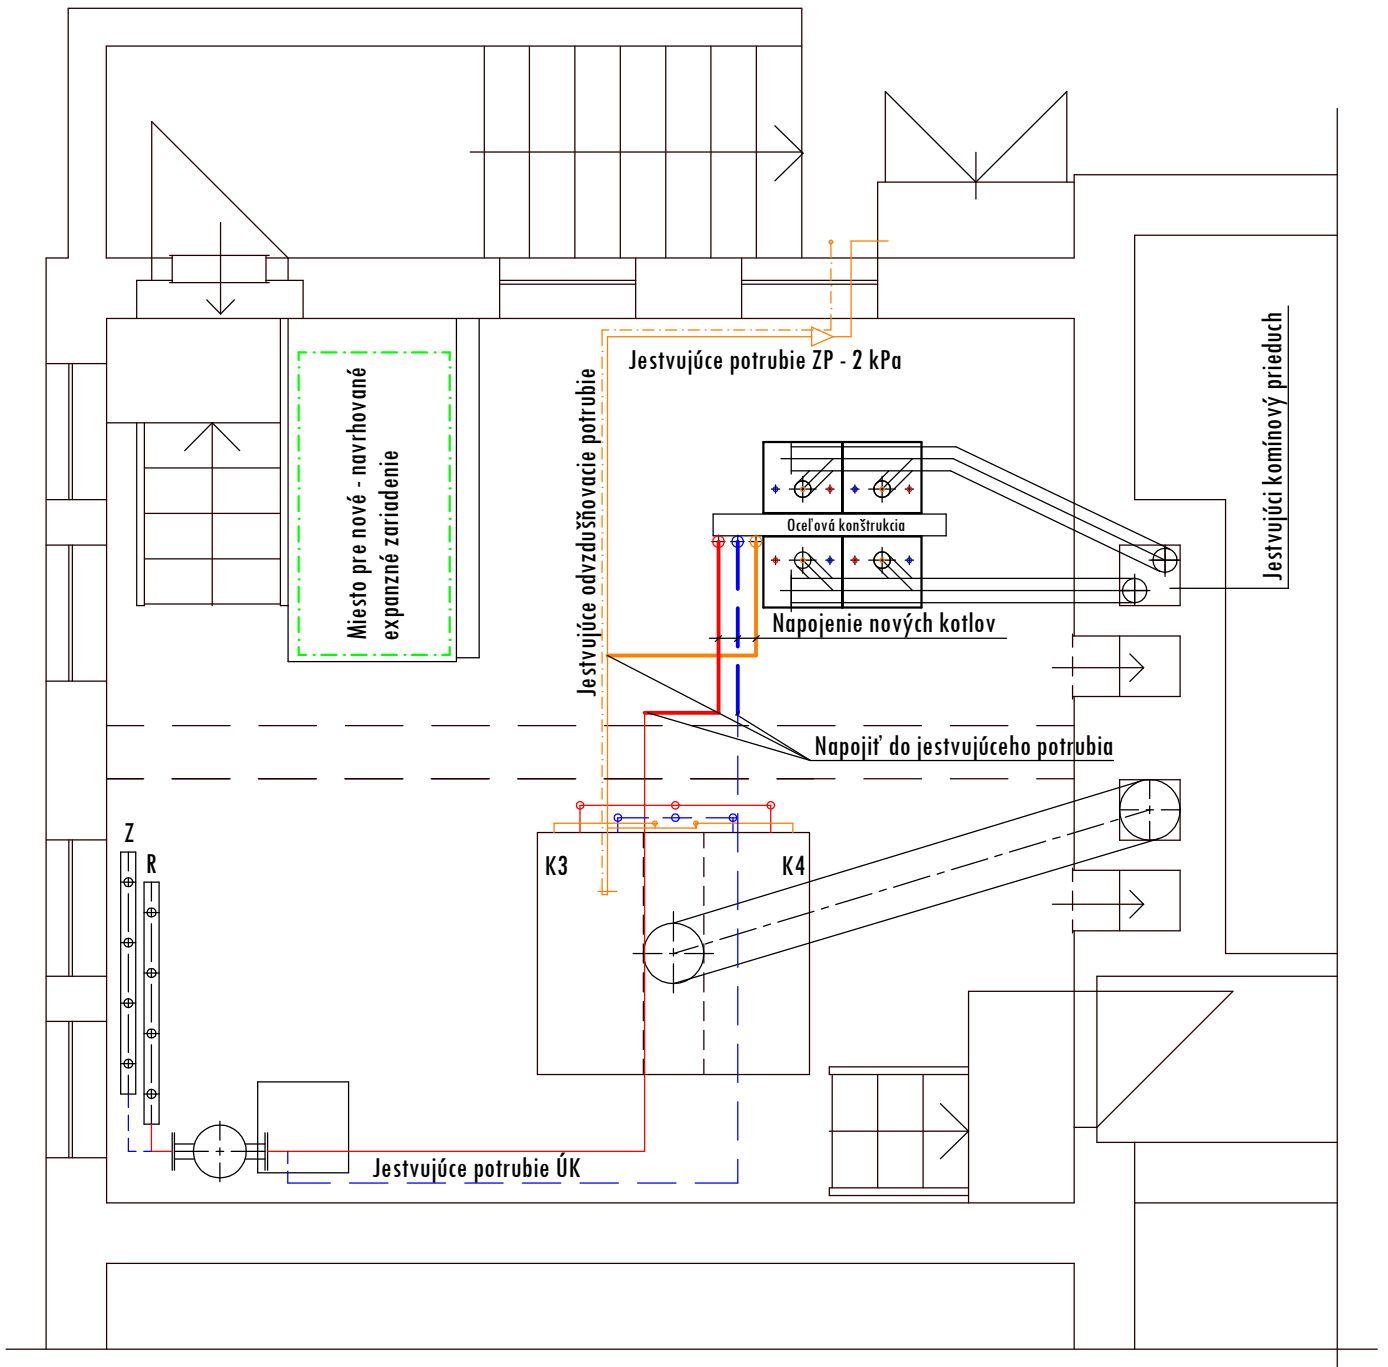 Jestvujúce potrubie ZP - 2 kPa
Jestvujúci komínový prieduch
Miesto pre nové - navrhované
expanzné zariadenie
Jestvujúce odvzdušňovacie potrubie
Oceľová konštrukcia
Napojenie nových kotlov
Napojiť do jestvujúceho potrubia
Z
R
K3
K4
Jestvujúce potrubie ÚK